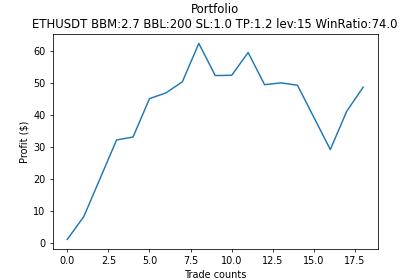 Portfolio
ETHUSDT BBM:2.7 BBL:200 SL:1.0 TP:1.2 lev:15 WinRatio:74.0
60
50
40
30
20
10
0
Profit ($)
0.0 2.5 5.0 7.5 10.0 12.5 15.0 17.5
Trade counts